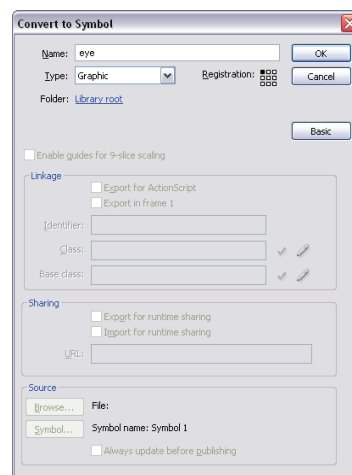 Convert to Symbol
Name: eye OK
Type: Graphic Registration: Cancel
Folder: Library root
Basic
Enable guides for 9-slice scaling
Linkage
Export for ActionScript
Export in frame 1
Identifier:
Class:
Base class:
Sharing
Export for runtime sharing
Import for runtime sharing
URL:
Source
Browse... File:
Symbol... Symbol name: Symbol 1
Always update before publishing